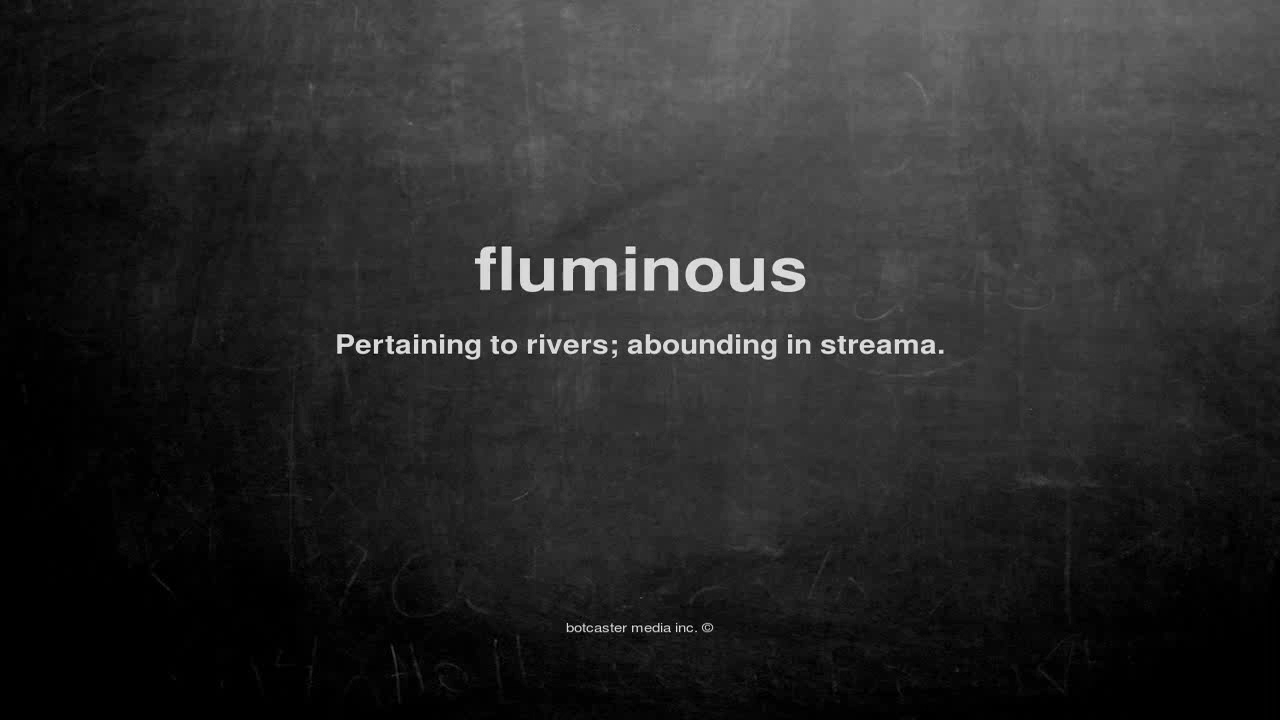 fluminous
Pertaining to rivers; abounding in streama.
botcaster media inc. ©